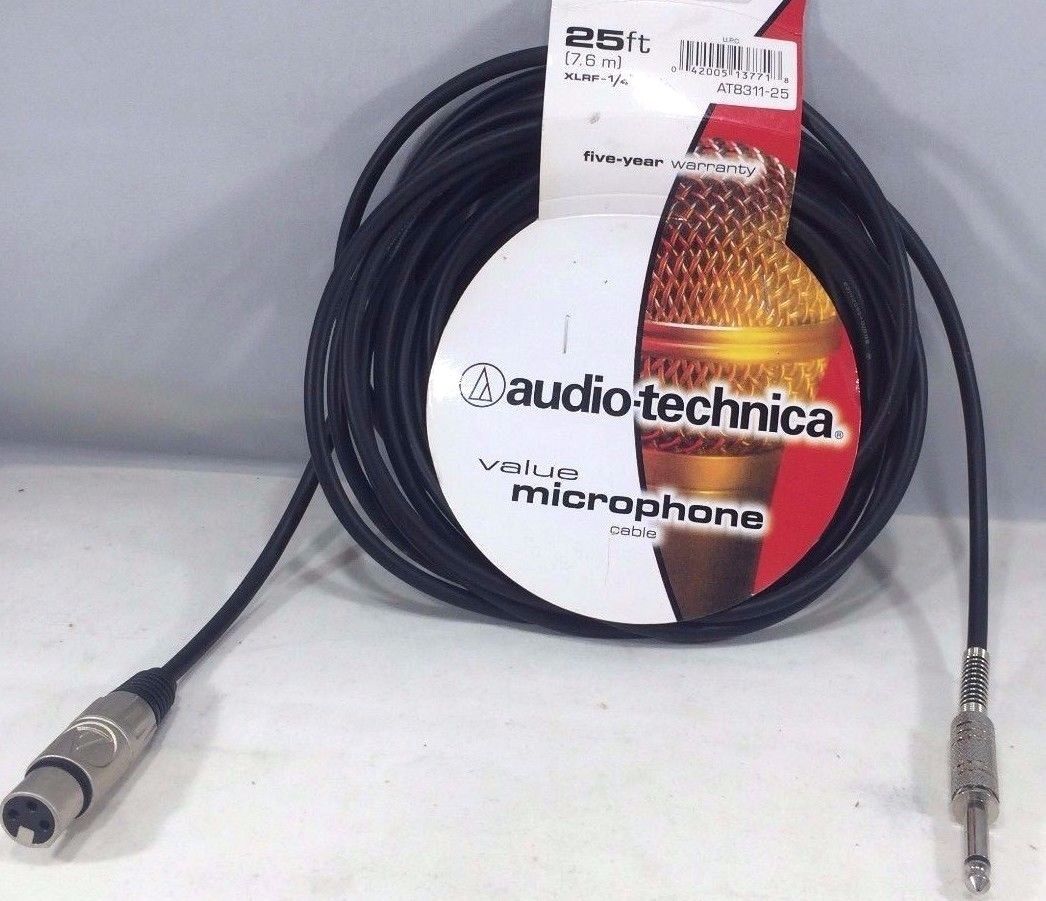 25ft
(7.6 m)
XLRF-1/4"
U.P.C.
0 42005 13771 8
AT8311-25
five-year warranty
audio-technica®
value
microphone
cable